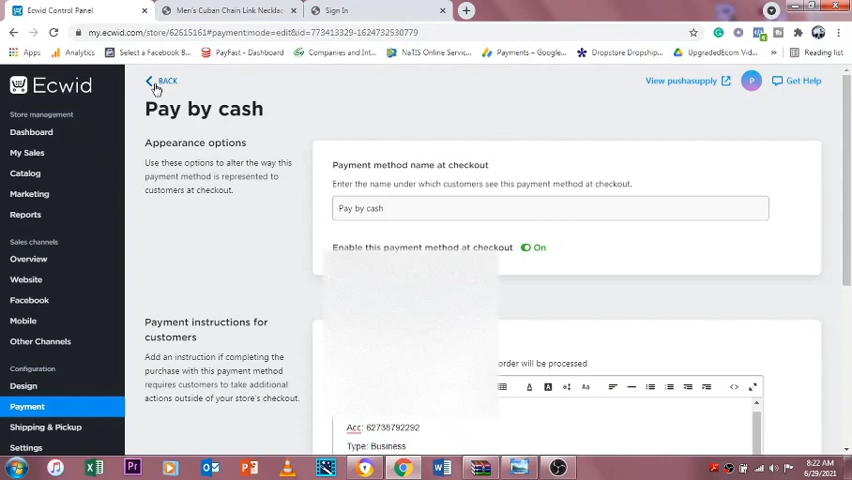 Ecwid Control Panel
Men's Cuban Chain Link Neckla
Sign In
my.ecwid.com/store/62615161#payment:mode=edit&id=773413329-1624732530779
Apps
Analytics
Select a Facebook B...
PayFast - Dashboard
Companies and Int...
NaTIS Online
Payments – Google...
Dropstore Dropship...
UpgradedEcom Vid...
»
Reading list
Ecwid
BACK
View pushasupply
P
Get Help
Pay by cash
Store management
Dashboard
My Sales
Catalog
Marketing
Reports
Sales channels
Overview
Website
Facebook
Mobile
Other Channels
Configuration
Design
Payment
Shipping & Pickup
Settings
Appearance options
Use these options to alter the way this
payment method is represented to
customers at checkout.
Payment method name at checkout
Enter the name under which customers see this payment method at checkout.
Pay by cash
Enable this payment method at checkout
On
Payment instructions for
customers
Add an instruction if completing the
purchase with this payment method
requires customers to take additional
actions outside of your store's checkout.
order will be processed
Acc: 62738792292
Type: Business
8:22 AM
6/29/2021